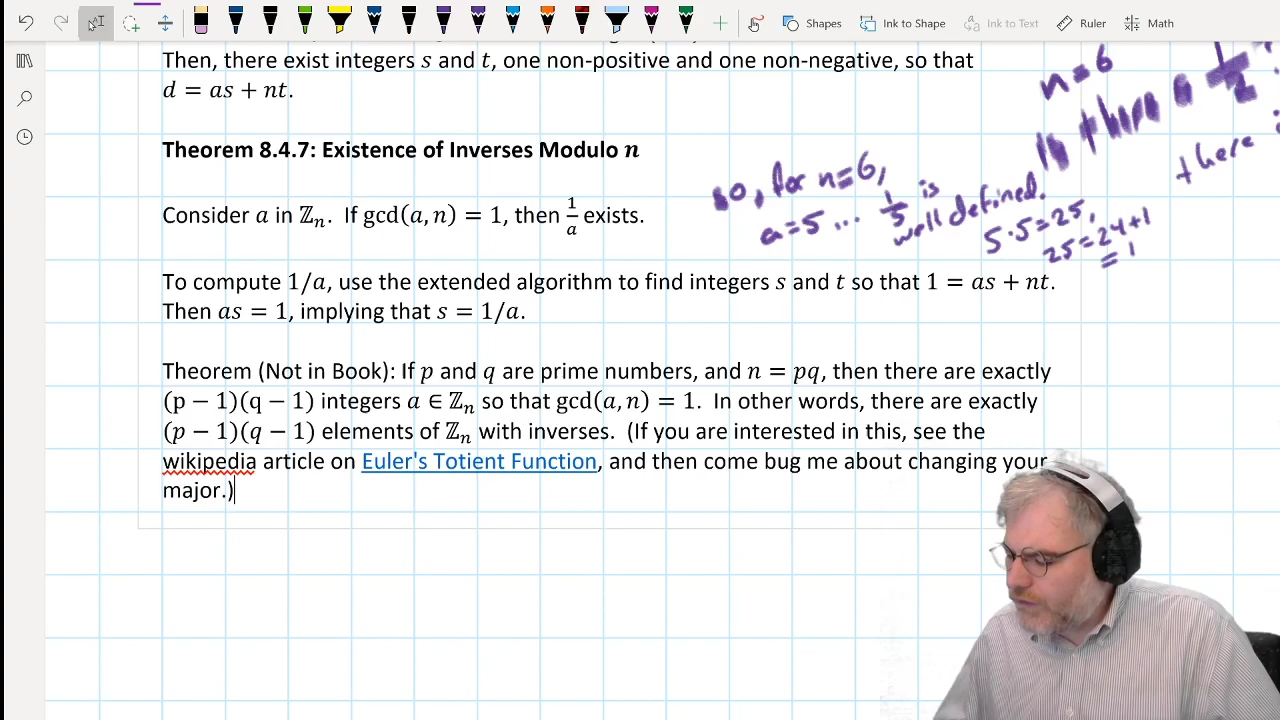 Shapes Ink to Shape Ink to Text Ruler Math
Then, there exist integers s and t, one non-positive and one non-negative, so that
d = as + nt.
n=6
Is there a 1/2
there
Theorem 8.4.7: Existence of Inverses Modulo n
so, for n=6,
a=5 ... 1/5 is
well defined.
5·5=25,
25=24+1
=1
Consider a in ℤₙ. If gcd(a, n) = 1, then 1/a exists.
To compute 1/a, use the extended algorithm to find integers s and t so that 1 = as + nt.
Then as = 1, implying that s = 1/a.
Theorem (Not in Book): If p and q are prime numbers, and n = pq, then there are exactly
(p − 1)(q − 1) integers a ∈ ℤₙ so that gcd(a, n) = 1. In other words, there are exactly
(p − 1)(q − 1) elements of ℤₙ with inverses. (If you are interested in this, see the
wikipedia article on Euler's Totient Function, and then come bug me about changing your
major.)